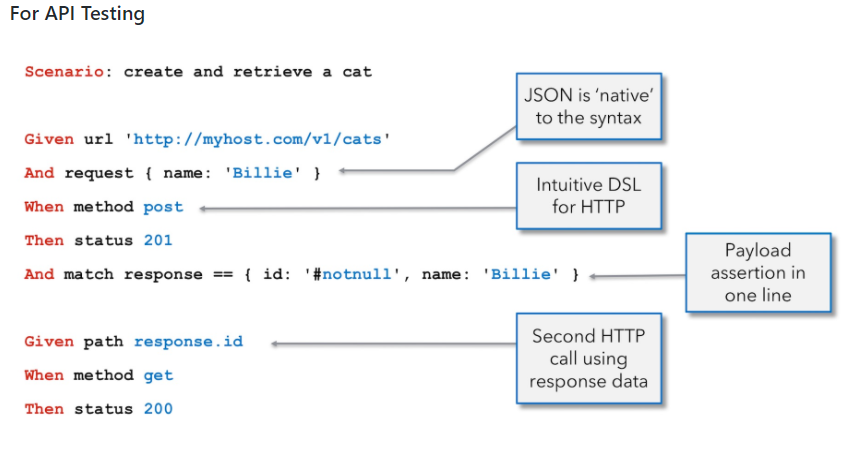 For API Testing
Scenario: create and retrieve a cat
Given url 'http://myhost.com/v1/cats'
And request { name: 'Billie' }
When method post
Then status 201
And match response == { id: '#notnull', name: 'Billie' }
Given path response.id
When method get
Then status 200
JSON is ‘native’
to the syntax
Intuitive DSL
for HTTP
Payload
assertion in
one line
Second HTTP
call using
response data